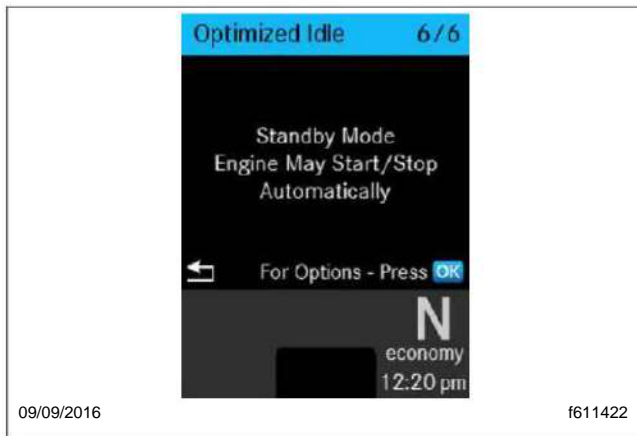 Optimized Idle 6/6
Standby Mode
Engine May Start/Stop
Automatically
For Options - Press OK
N
economy
12:20 pm
09/09/2016 f611422